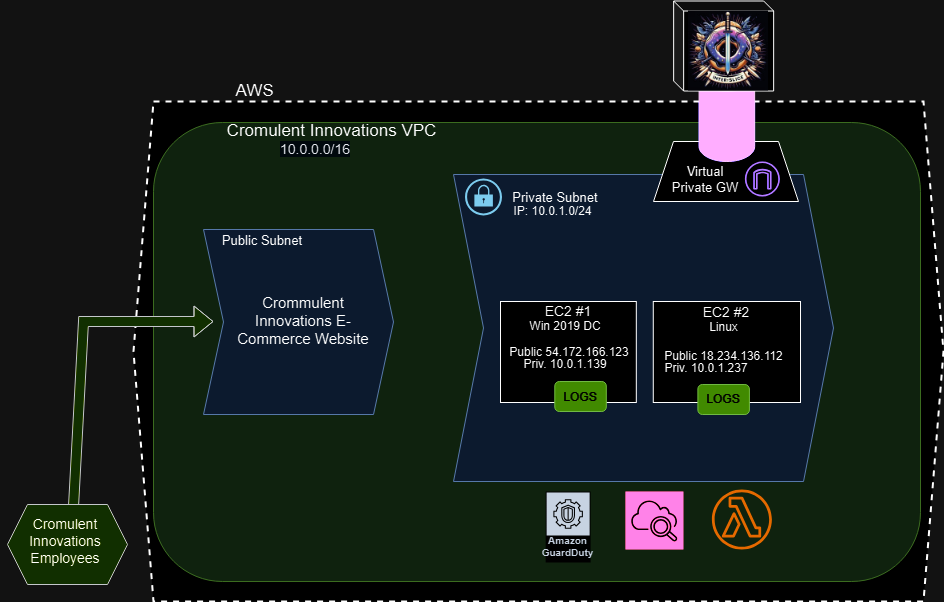 INTER-SLICE
AWS
Cromulent Innovations VPC
10.0.0.0/16
Virtual
Private GW
Private Subnet
IP: 10.0.1.0/24
Public Subnet
Crommulent
Innovations E-
Commerce Website
EC2 #1
Win 2019 DC
Public 54.172.166.123
Priv. 10.0.1.139
LOGS
EC2 #2
Linux
Public 18.234.136.112
Priv. 10.0.1.237
LOGS
Cromulent
Innovations
Employees
Amazon
GuardDuty